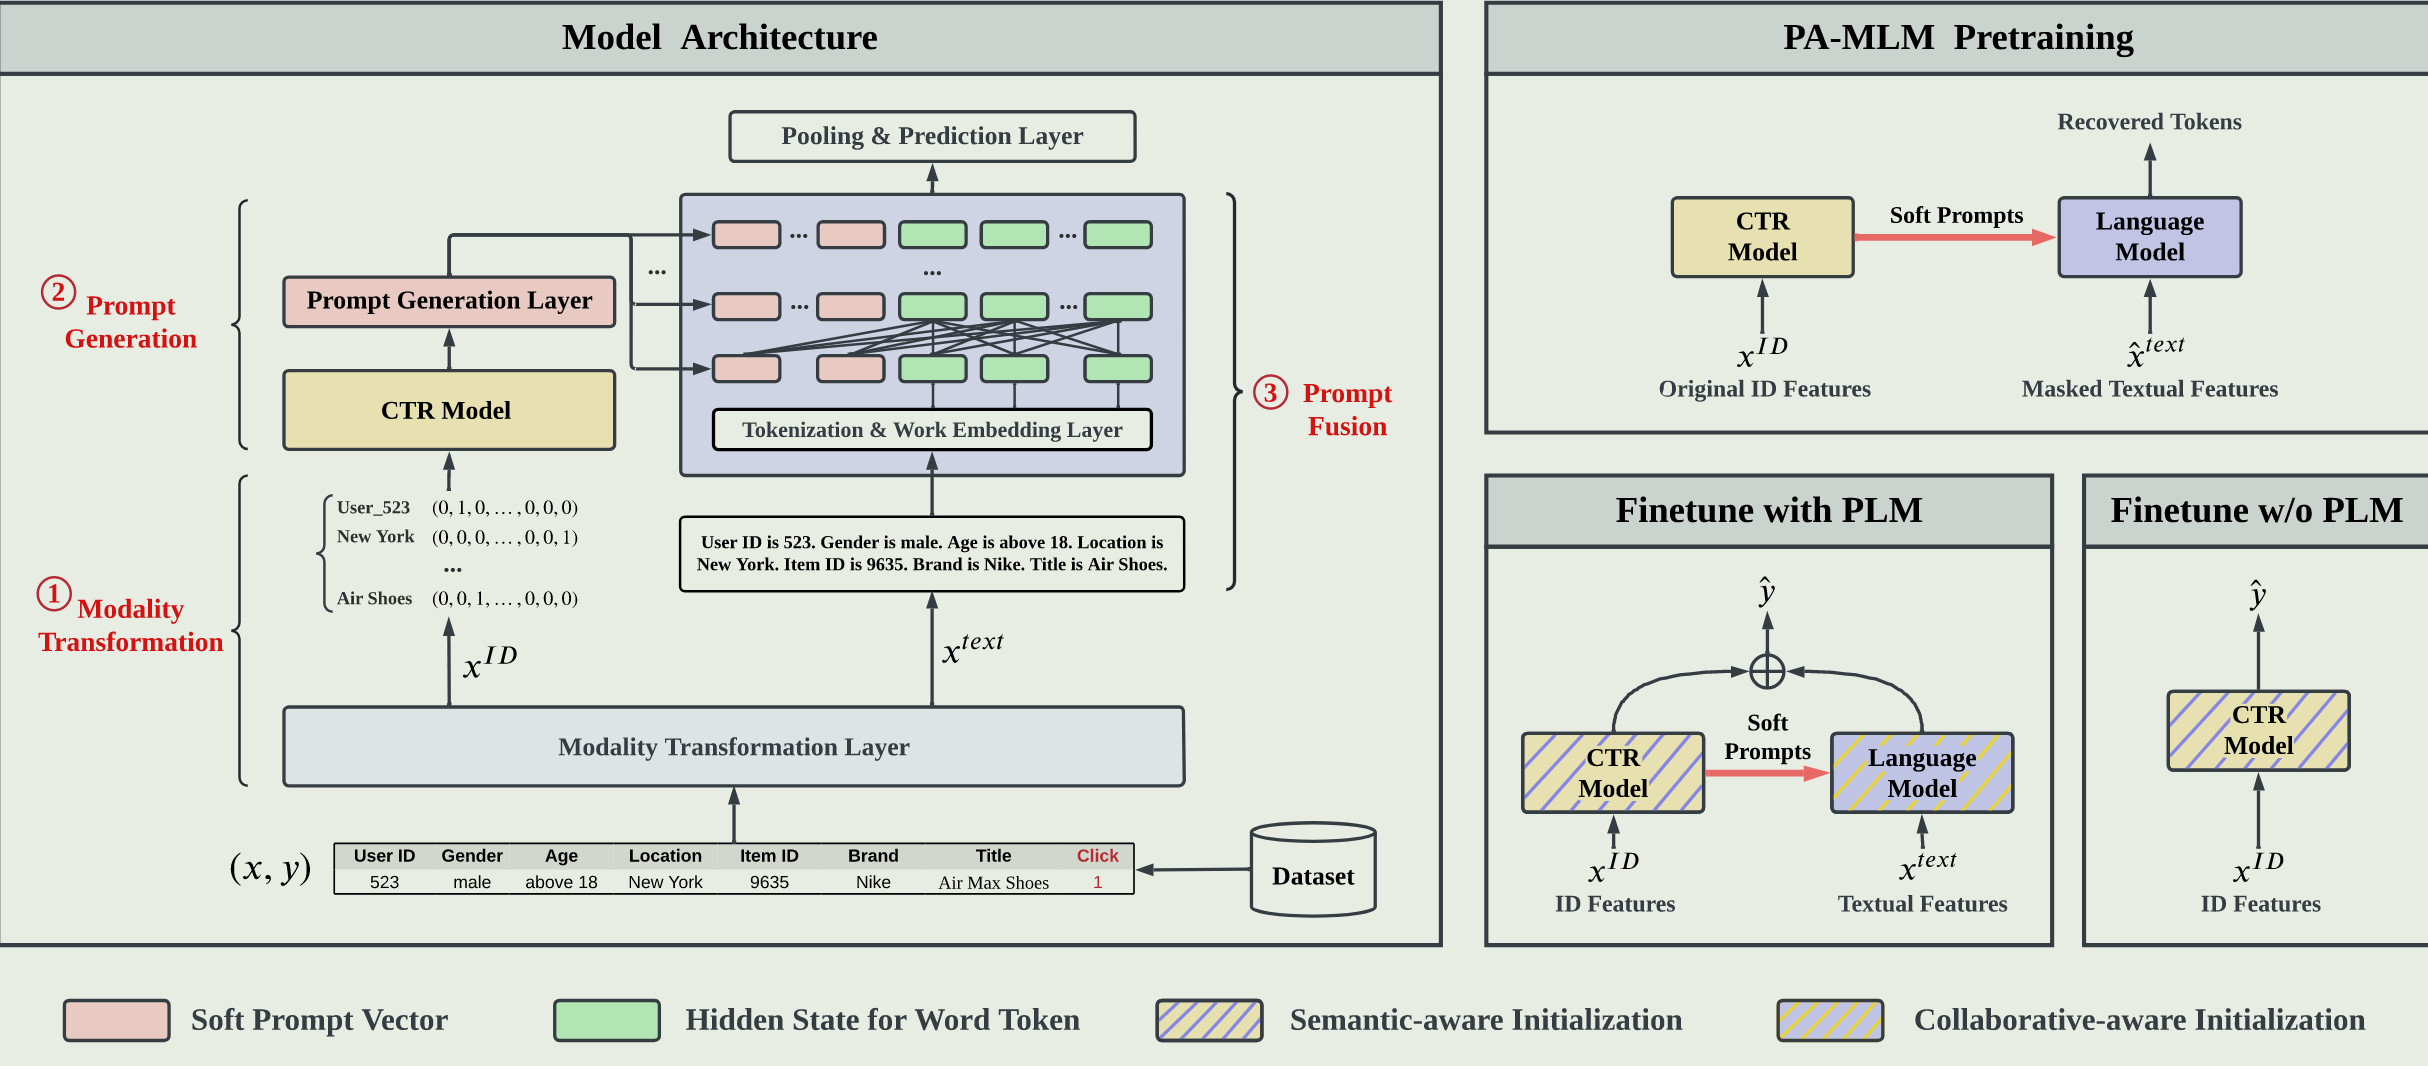 Model Architecture
Pooling & Prediction Layer
...
...
...
...
...
...
Prompt Generation Layer
② Prompt
Generation
CTR Model
Tokenization & Work Embedding Layer
③ Prompt
Fusion
User_523 (0, 1, 0, … , 0, 0, 0)
New York (0, 0, 0, … , 0, 0, 1)
...
Air Shoes (0, 0, 1, … , 0, 0, 0)
User ID is 523. Gender is male. Age is above 18. Location is
New York. Item ID is 9635. Brand is Nike. Title is Air Shoes.
① Modality
Transformation
x^{ID}
x^{text}
Modality Transformation Layer
(x, y)
User ID Gender Age Location Item ID Brand Title Click
523 male above 18 New York 9635 Nike Air Max Shoes 1
Dataset
PA-MLM Pretraining
Recovered Tokens
CTR
Model
Soft Prompts
Language
Model
x^{ID}
Original ID Features
x̂^{text}
Masked Textual Features
Finetune with PLM
ŷ
CTR
Model
Soft
Prompts
Language
Model
x^{ID}
ID Features
x^{text}
Textual Features
Finetune w/o PLM
ŷ
CTR
Model
x^{ID}
ID Features
Soft Prompt Vector
Hidden State for Word Token
Semantic-aware Initialization
Collaborative-aware Initialization